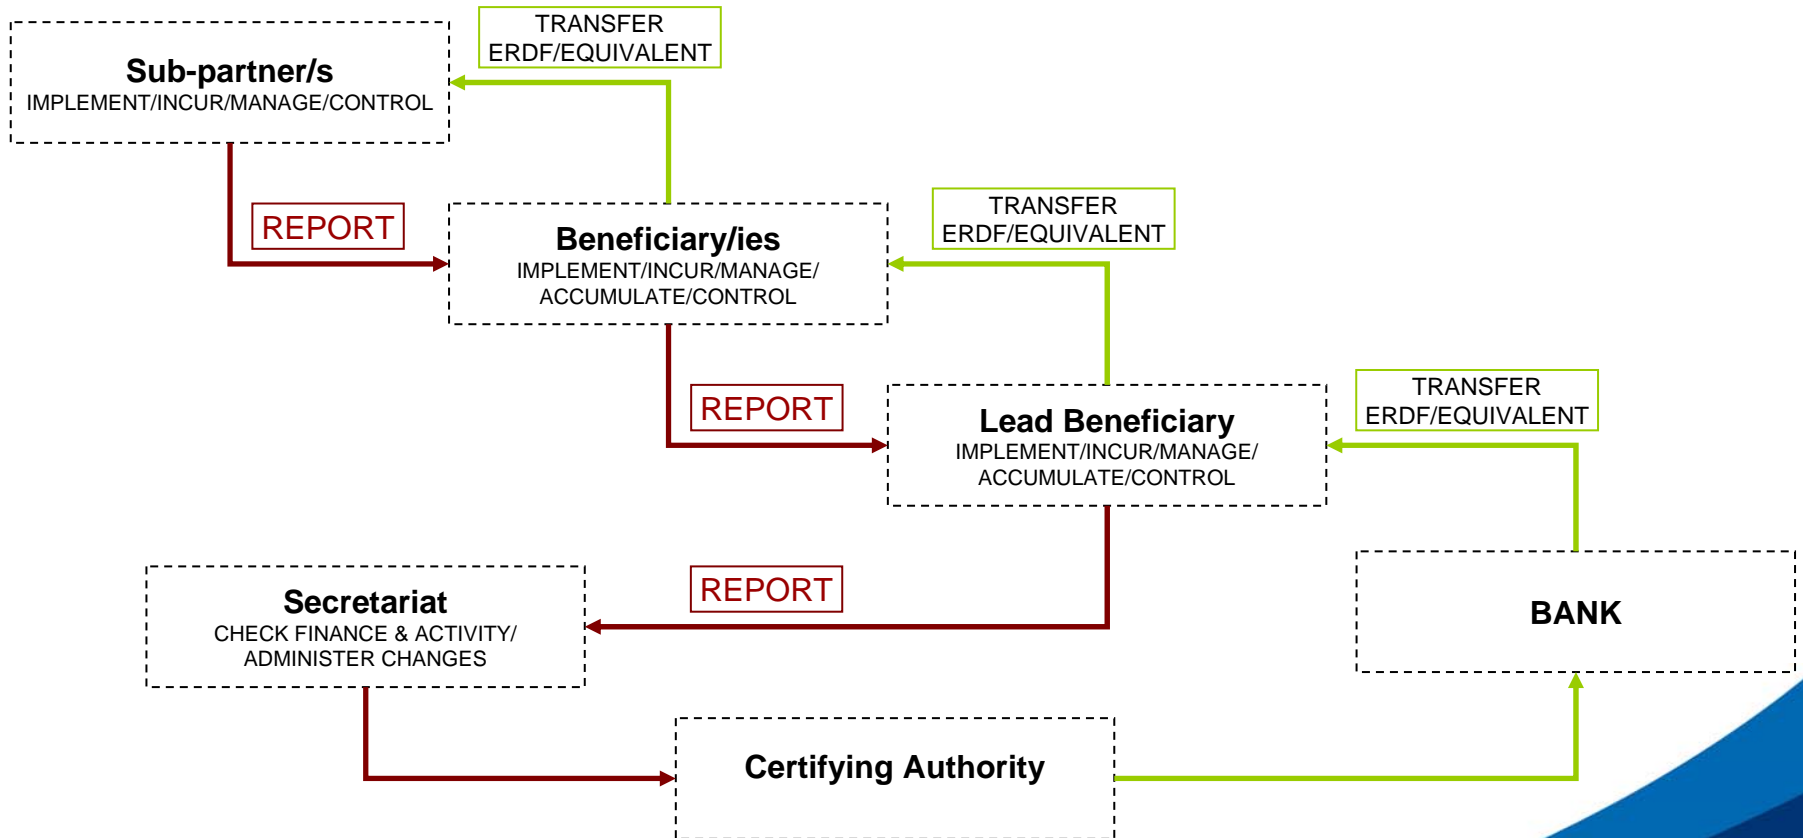 TRANSFER
ERDF/EQUIVALENT
Sub-partner/s
IMPLEMENT/INCUR/MANAGE/CONTROL
REPORT
TRANSFER
ERDF/EQUIVALENT
Beneficiary/ies
IMPLEMENT/INCUR/MANAGE/
ACCUMULATE/CONTROL
REPORT
TRANSFER
ERDF/EQUIVALENT
Lead Beneficiary
IMPLEMENT/INCUR/MANAGE/
ACCUMULATE/CONTROL
REPORT
Secretariat
CHECK FINANCE & ACTIVITY/
ADMINISTER CHANGES
BANK
Certifying Authority